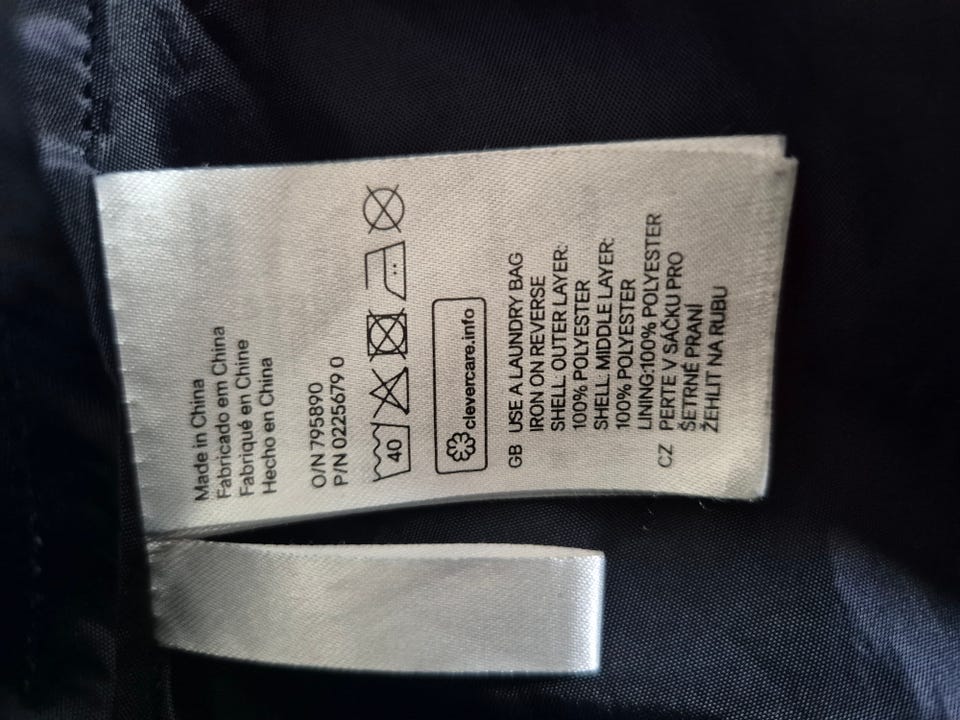 Made in China
Fabricado em China
Fabriqué en Chine
Hecho en China
O/N 795890
P/N 0225679 0
40
clevercare.info
GB USE A LAUNDRY BAG
IRON ON REVERSE
SHELL OUTER LAYER:
100% POLYESTER
SHELL MIDDLE LAYER:
100% POLYESTER
LINING:100% POLYESTER
CZ PERTE V SÁČKU PRO
ŠETRNÉ PRANÍ
ŽEHLIT NA RUBU